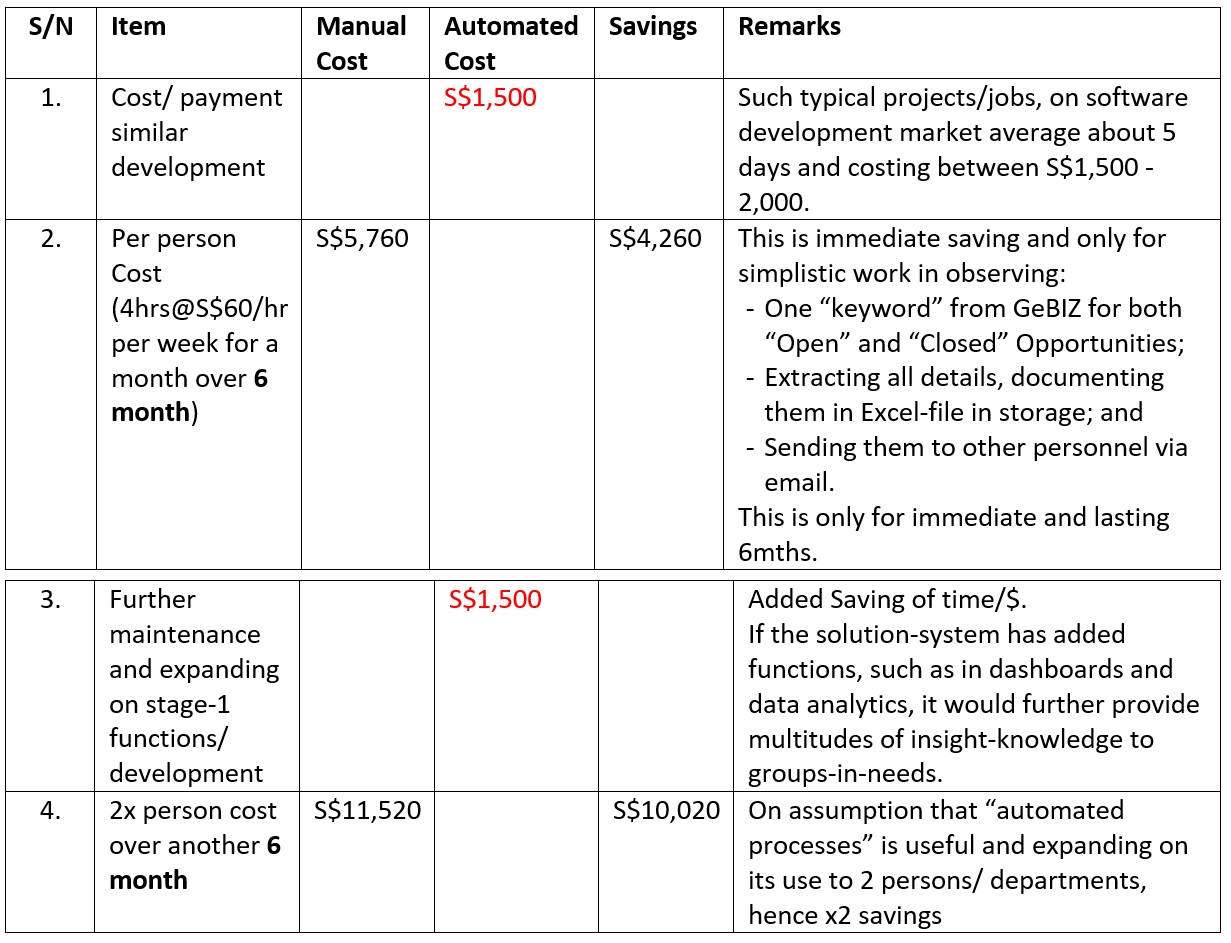 S/N Item Manual Cost Automated Cost Savings Remarks
1. Cost/ payment S$1,500 Such typical projects/jobs, on software
similar development market average about 5
development days and costing between S$1,500 -
2,000.
2. Per person S$5,760 S$4,260 This is immediate saving and only for
Cost simplistic work in observing:
(4hrs@S$60/hr - One “keyword” from GeBIZ for both
per week for a “Open” and “Closed” Opportunities;
month over 6 - Extracting all details, documenting
month) them in Excel-file in storage; and
- Sending them to other personnel via
email.
This is only for immediate and lasting
6mths.
3. Further S$1,500 Added Saving of time/$.
maintenance If the solution-system has added
and expanding functions, such as in dashboards and
on stage-1 data analytics, it would further provide
functions/ multitudes of insight-knowledge to
development groups-in-needs.
4. 2x person cost S$11,520 S$10,020 On assumption that “automated
over another 6 processes” is useful and expanding on
month its use to 2 persons/ departments,
hence x2 savings